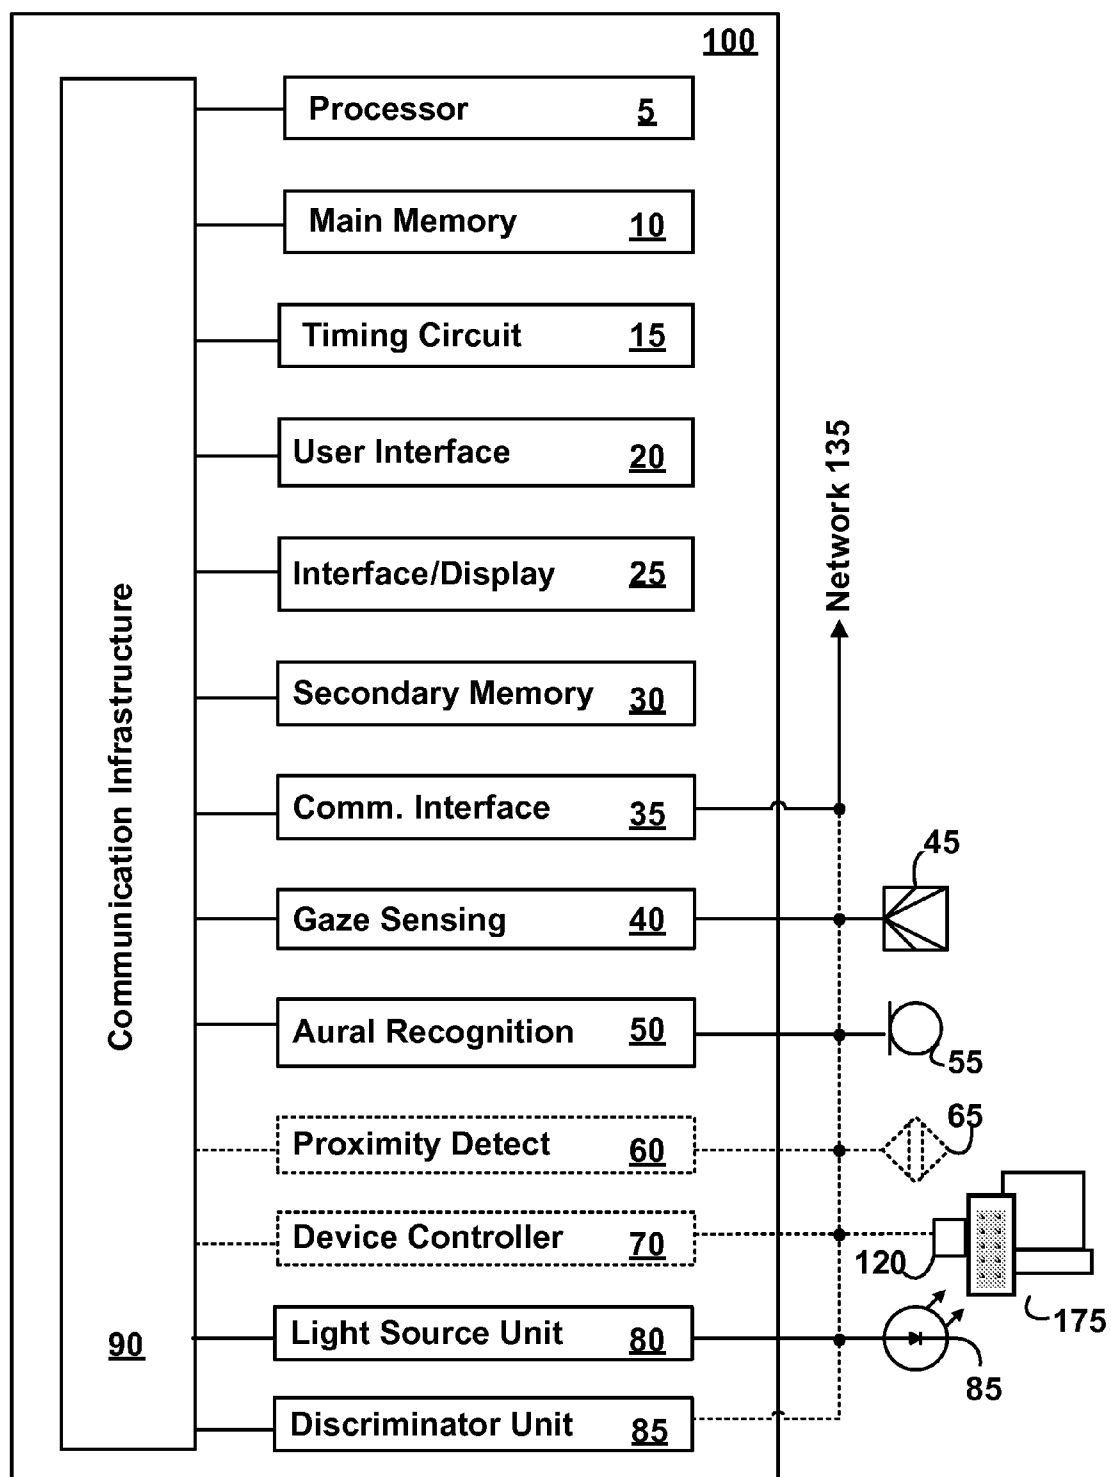 100
Processor 5
Main Memory 10
Timing Circuit 15
User Interface 20
Interface/Display 25
Secondary Memory 30
Comm. Interface 35
Gaze Sensing 40
Aural Recognition 50
Proximity Detect 60
Device Controller 70
Light Source Unit 80
Discriminator Unit 85
Communication Infrastructure
90
Network 135
45
55
65
120
175
85